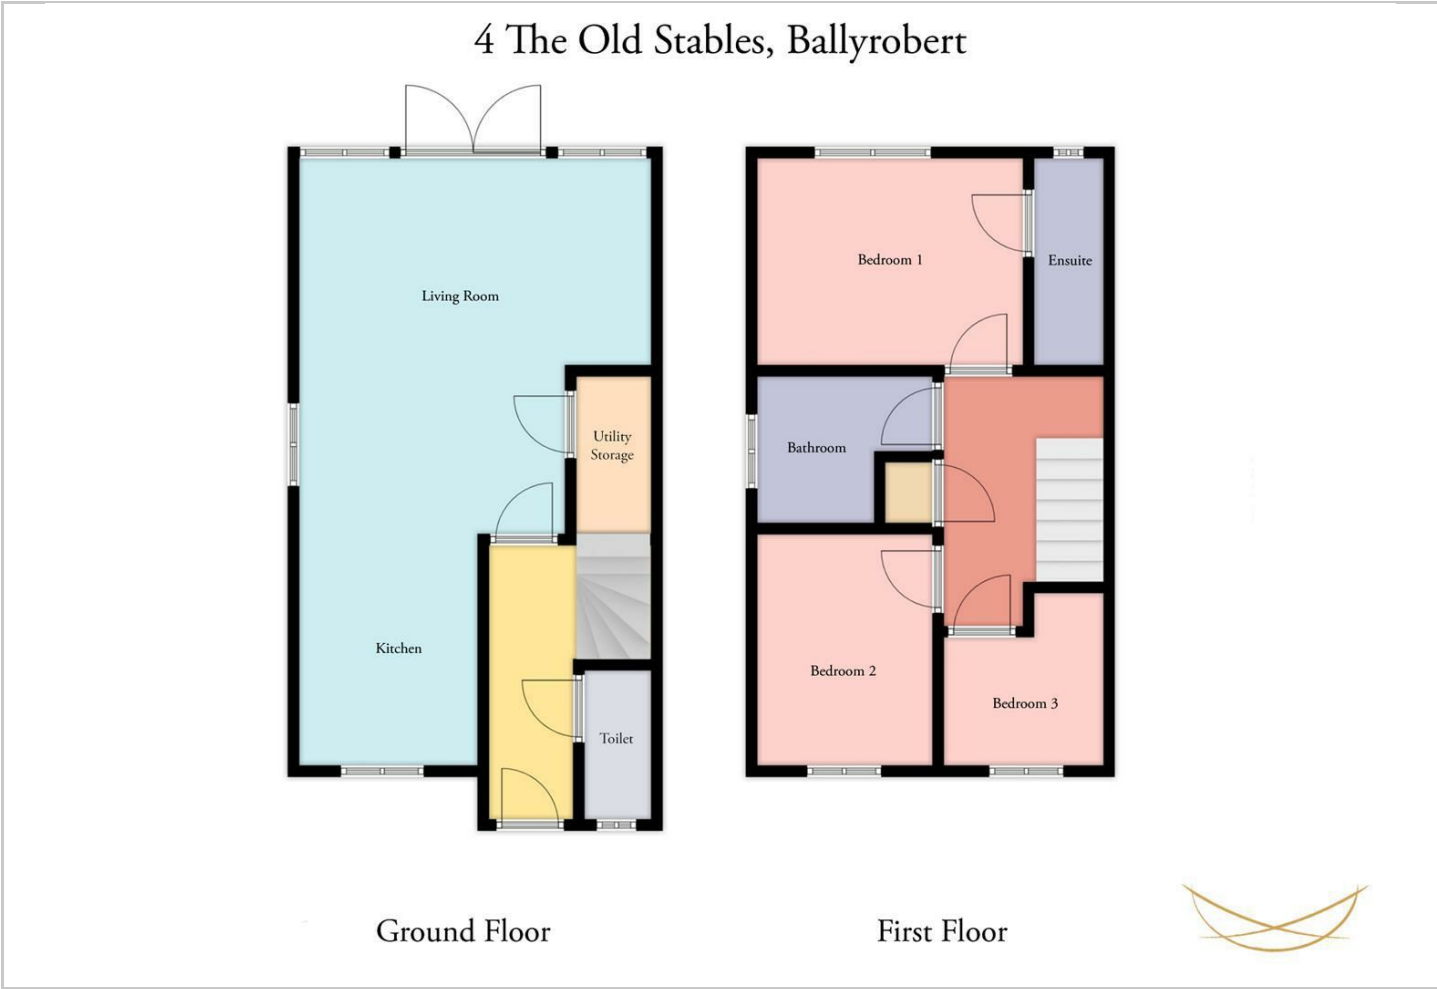 4 The Old Stables, Ballyrobert
Living Room
Utility
Storage
Kitchen
Toilet
Bedroom 1
Ensuite
Bathroom
Bedroom 2
Bedroom 3
Ground Floor
First Floor